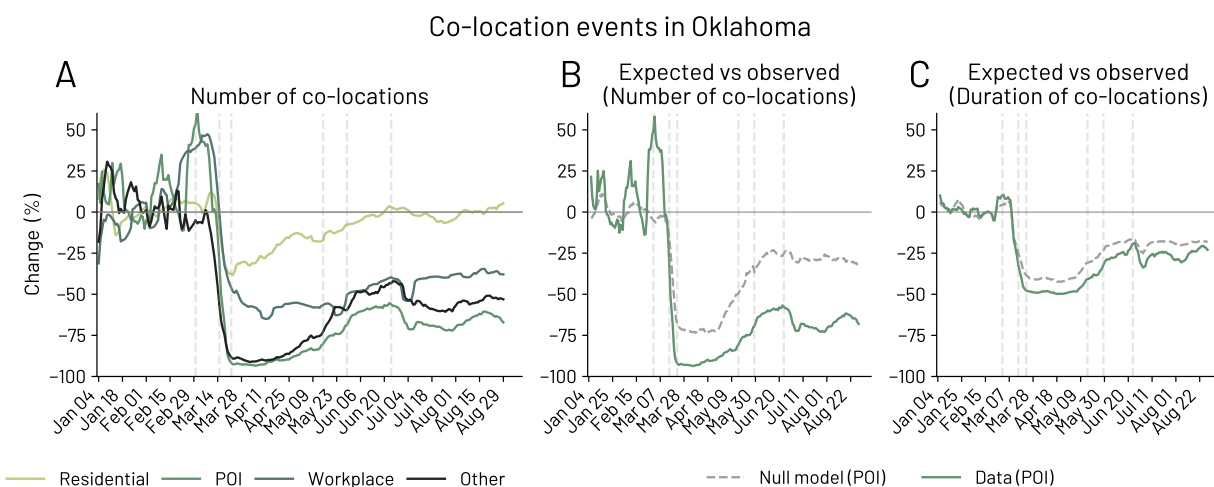 Co-location events in Oklahoma
A
Number of co-locations
Change (%)
50
25
0
−25
−50
−75
−100
Jan 04
Jan 18
Feb 01
Feb 15
Feb 29
Mar 14
Mar 28
Apr 11
Apr 25
May 09
May 23
Jun 06
Jun 20
Jul 04
Jul 18
Aug 01
Aug 15
Aug 29
B
Expected vs observed
(Number of co-locations)
50
25
0
−25
−50
−75
−100
Jan 04
Jan 25
Feb 15
Mar 07
Mar 28
Apr 18
May 09
May 30
Jun 20
Jul 11
Aug 01
Aug 22
C
Expected vs observed
(Duration of co-locations)
50
25
0
−25
−50
−75
−100
Jan 04
Jan 25
Feb 15
Mar 07
Mar 28
Apr 18
May 09
May 30
Jun 20
Jul 11
Aug 01
Aug 22
Residential
POI
Workplace
Other
Null model (POI)
Data (POI)